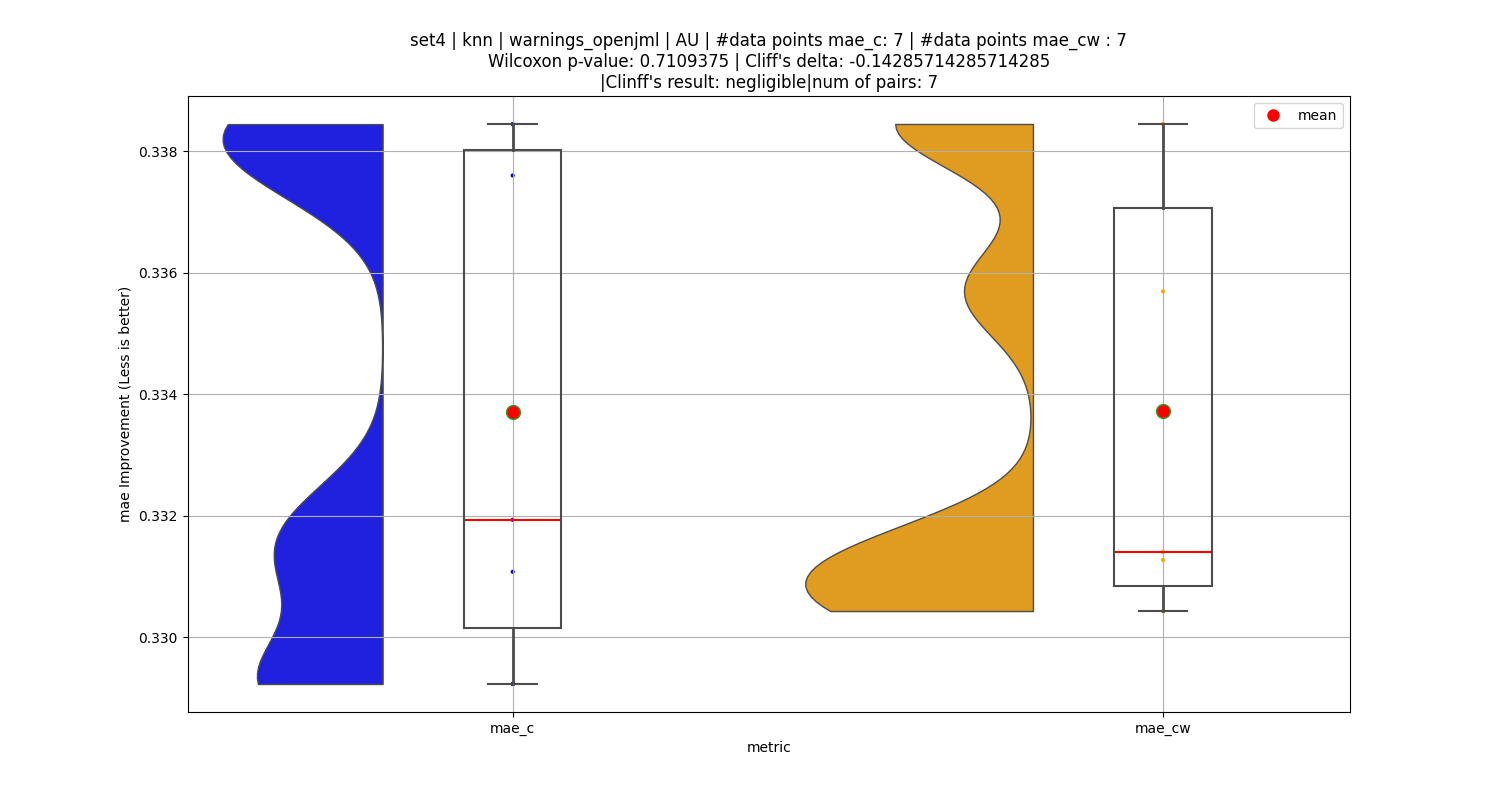 set4 | knn | warnings_openjml | AU | #data points mae_c: 7 | #data points mae_cw : 7
Wilcoxon p-value: 0.7109375 | Cliff's delta: -0.14285714285714285
|Clinff's result: negligible|num of pairs: 7
mean
0.338
0.336
0.334
0.332
0.330
mae Improvement (Less is better)
mae_c
mae_cw
metric